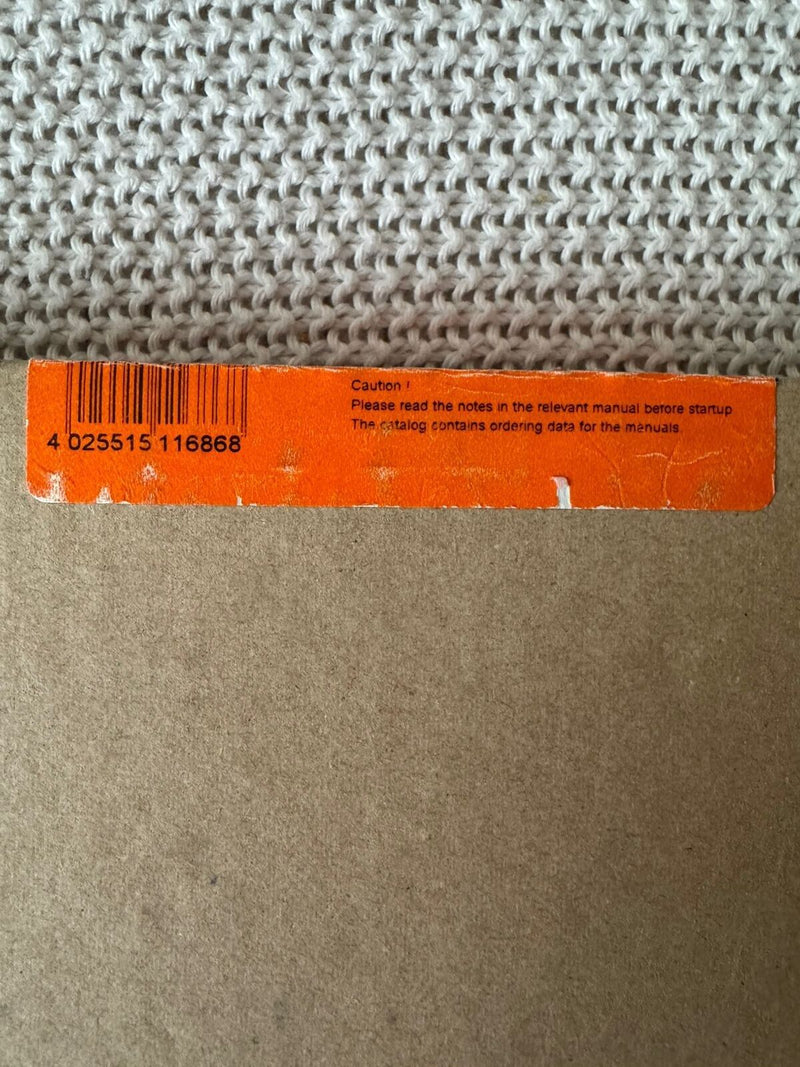 4 025515 116868
Caution !
Please read the notes in the relevant manual before startup
The catalog contains ordering data for the manuals.